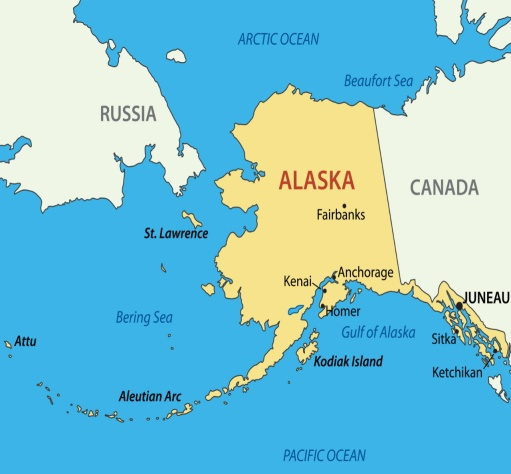 ARCTIC OCEAN
Beaufort Sea
RUSSIA
ALASKA
CANADA
Fairbanks
St. Lawrence
Anchorage
Kenai
JUNEAU
Homer
Bering Sea
Gulf of Alaska
Sitka
Attu
Kodiak Island
Ketchikan
Aleutian Arc
PACIFIC OCEAN